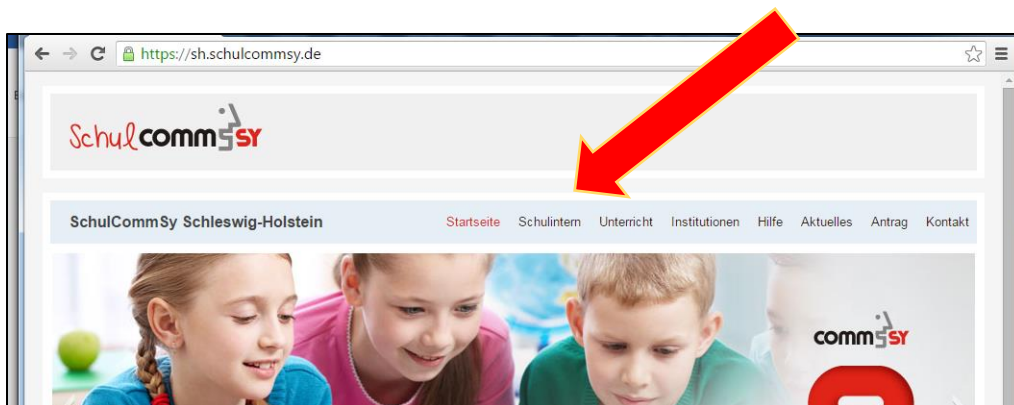 https://sh.schulcommsy.de
Schulcommsy
SchulCommSy Schleswig-Holstein
Startseite Schulintern Unterricht Institutionen Hilfe Aktuelles Antrag Kontakt
commsy